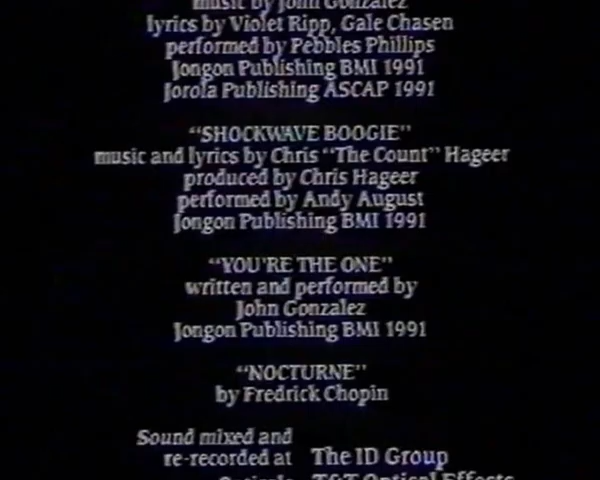 music by John Gonzalez
lyrics by Violet Ripp, Gale Chasen
performed by Pebbles Phillips
Jongon Publishing BMI 1991
Jorola Publishing ASCAP 1991
"SHOCKWAVE BOOGIE"
music and lyrics by Chris "The Count" Hageer
produced by Chris Hageer
performed by Andy August
Jongon Publishing BMI 1991
"YOU'RE THE ONE"
written and performed by
John Gonzalez
Jongon Publishing BMI 1991
"NOCTURNE"
by Fredrick Chopin
Sound mixed and
re-recorded at The ID Group
Opticals T&T Optical Effects